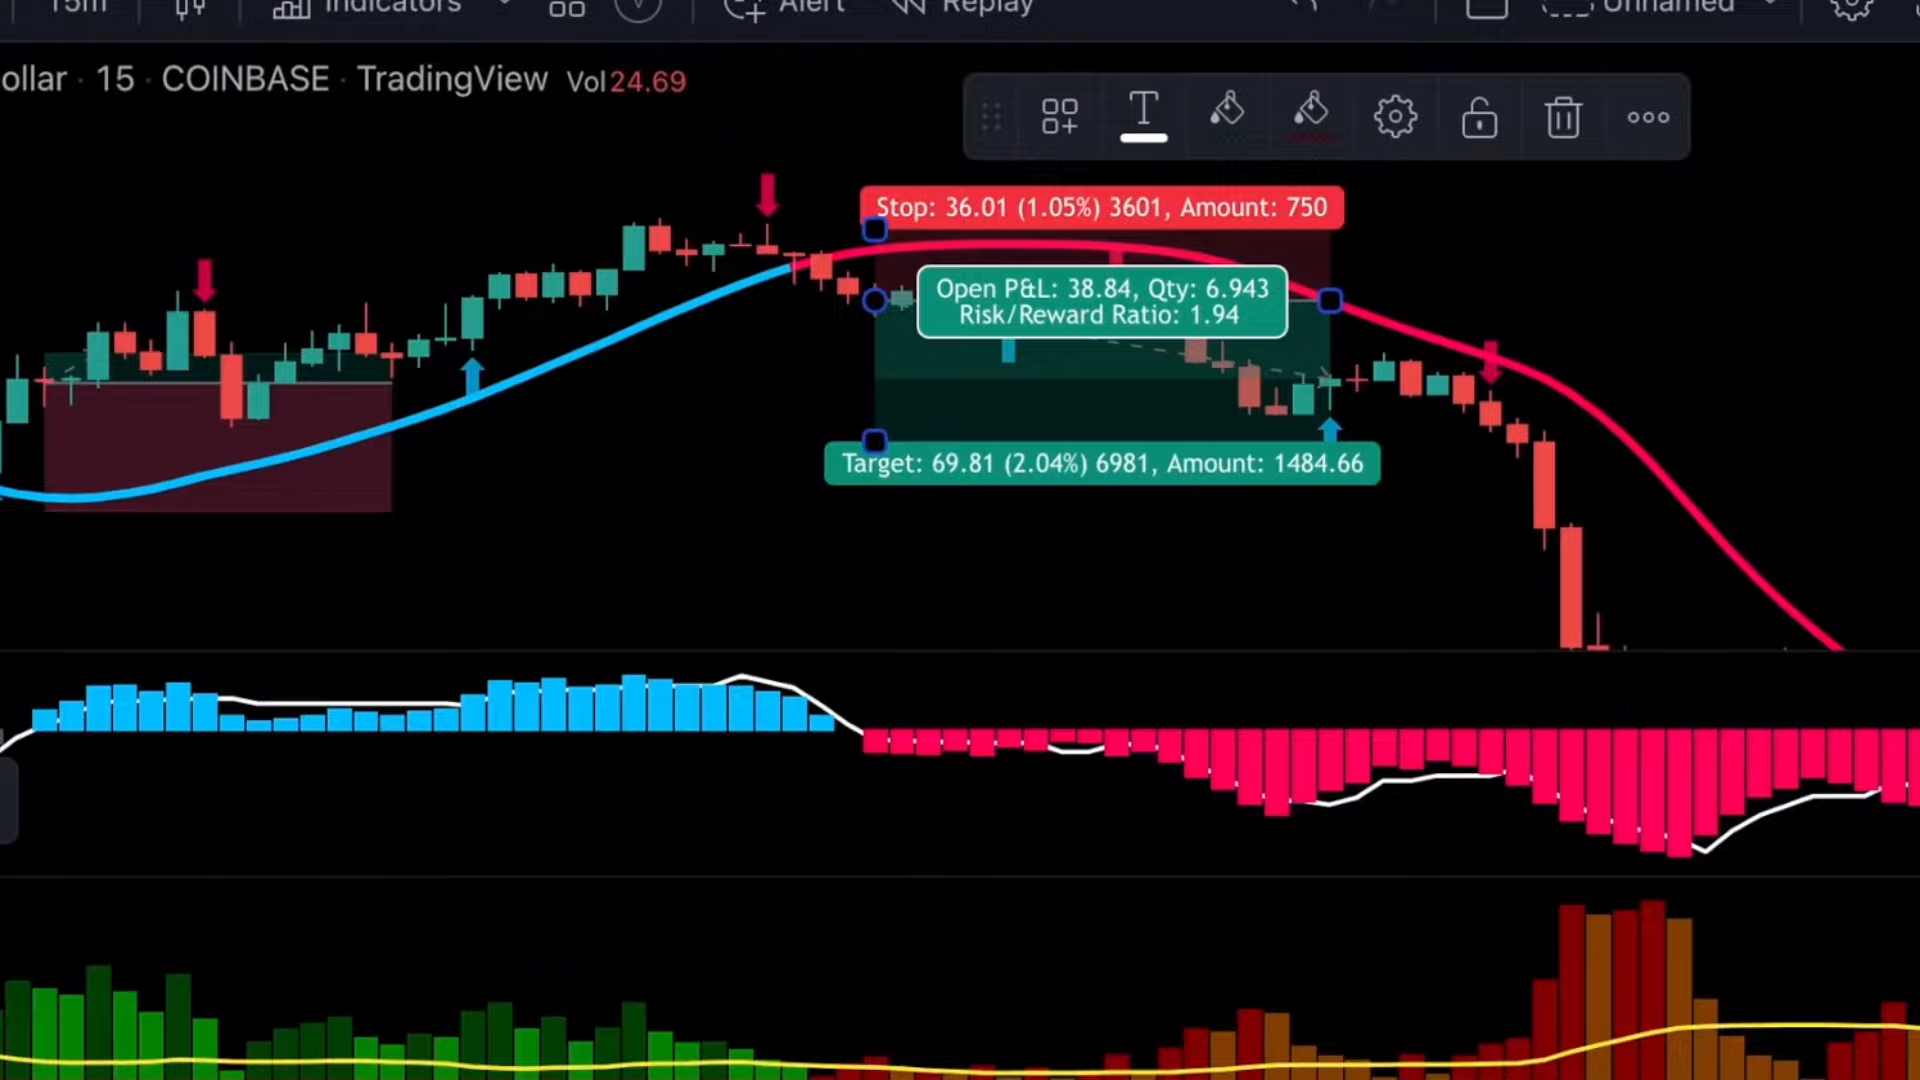 15m Indicators Alert Replay Unnamed
ollar · 15 · COINBASE · TradingView Vol 24.69
T
Stop: 36.01 (1.05%) 3601, Amount: 750
Open P&L: 38.84, Qty: 6.943
Risk/Reward Ratio: 1.94
Target: 69.81 (2.04%) 6981, Amount: 1484.66